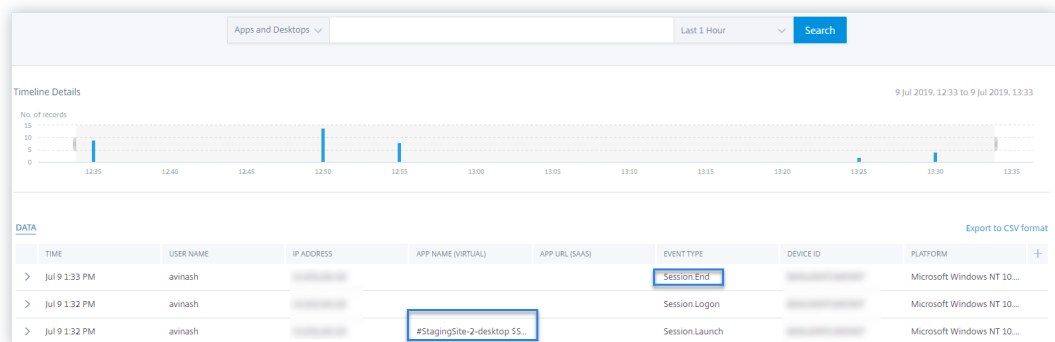 Apps and Desktops Last 1 Hour Search
Timeline Details 9 Jul 2019, 12:33 to 9 Jul 2019, 13:33
No. of records
15
10
5
0
12:35 12:40 12:45 12:50 12:55 13:00 13:05 13:10 13:15 13:20 13:25 13:30 13:35
DATA Export to CSV format
TIME USER NAME IP ADDRESS APP NAME (VIRTUAL) APP URL (SAAS) EVENT TYPE DEVICE ID PLATFORM +
> Jul 9 1:33 PM avinash Session.End Microsoft Windows NT 10....
> Jul 9 1:32 PM avinash Session.Logon Microsoft Windows NT 10....
> Jul 9 1:32 PM avinash #StagingSite-2-desktop $S... Session.Launch Microsoft Windows NT 10....